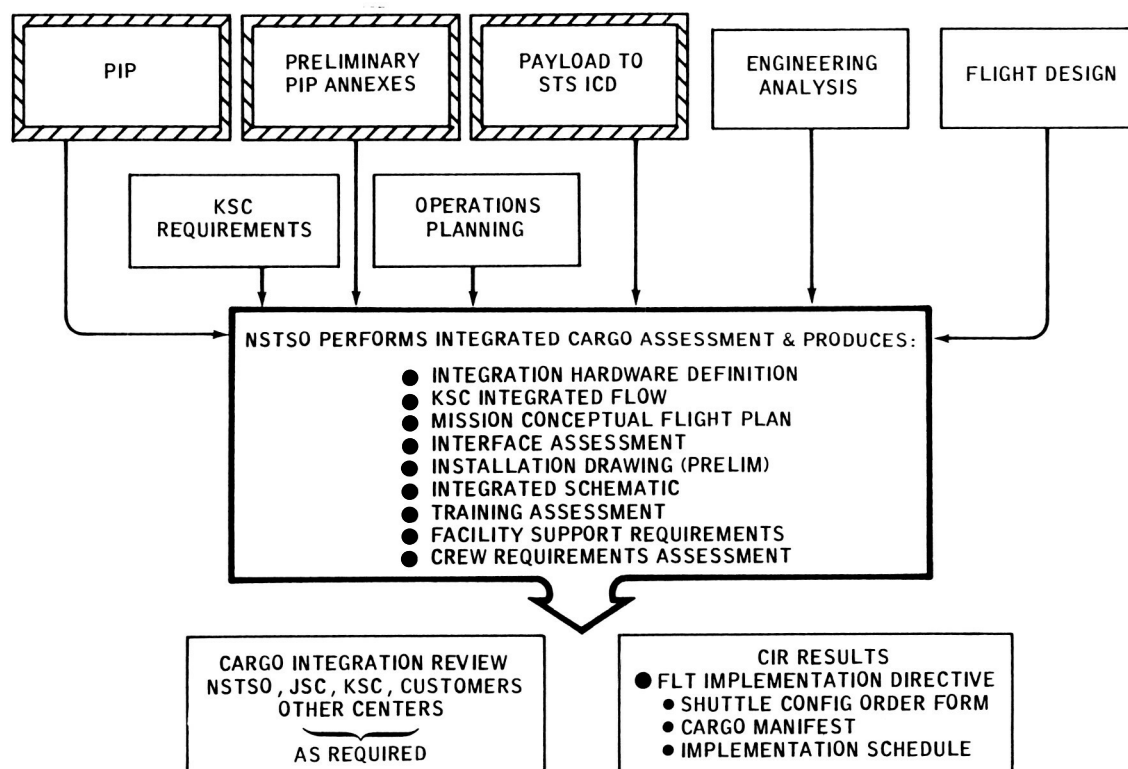 PIP
PRELIMINARY
PIP ANNEXES
PAYLOAD TO
STS ICD
ENGINEERING
ANALYSIS
FLIGHT DESIGN
KSC
REQUIREMENTS
OPERATIONS
PLANNING
NSTSO PERFORMS INTEGRATED CARGO ASSESSMENT & PRODUCES:
● INTEGRATION HARDWARE DEFINITION
● KSC INTEGRATED FLOW
● MISSION CONCEPTUAL FLIGHT PLAN
● INTERFACE ASSESSMENT
● INSTALLATION DRAWING (PRELIM)
● INTEGRATED SCHEMATIC
● TRAINING ASSESSMENT
● FACILITY SUPPORT REQUIREMENTS
● CREW REQUIREMENTS ASSESSMENT
CARGO INTEGRATION REVIEW
NSTSO, JSC, KSC, CUSTOMERS
OTHER CENTERS
AS REQUIRED
CIR RESULTS
● FLT IMPLEMENTATION DIRECTIVE
● SHUTTLE CONFIG ORDER FORM
● CARGO MANIFEST
● IMPLEMENTATION SCHEDULE